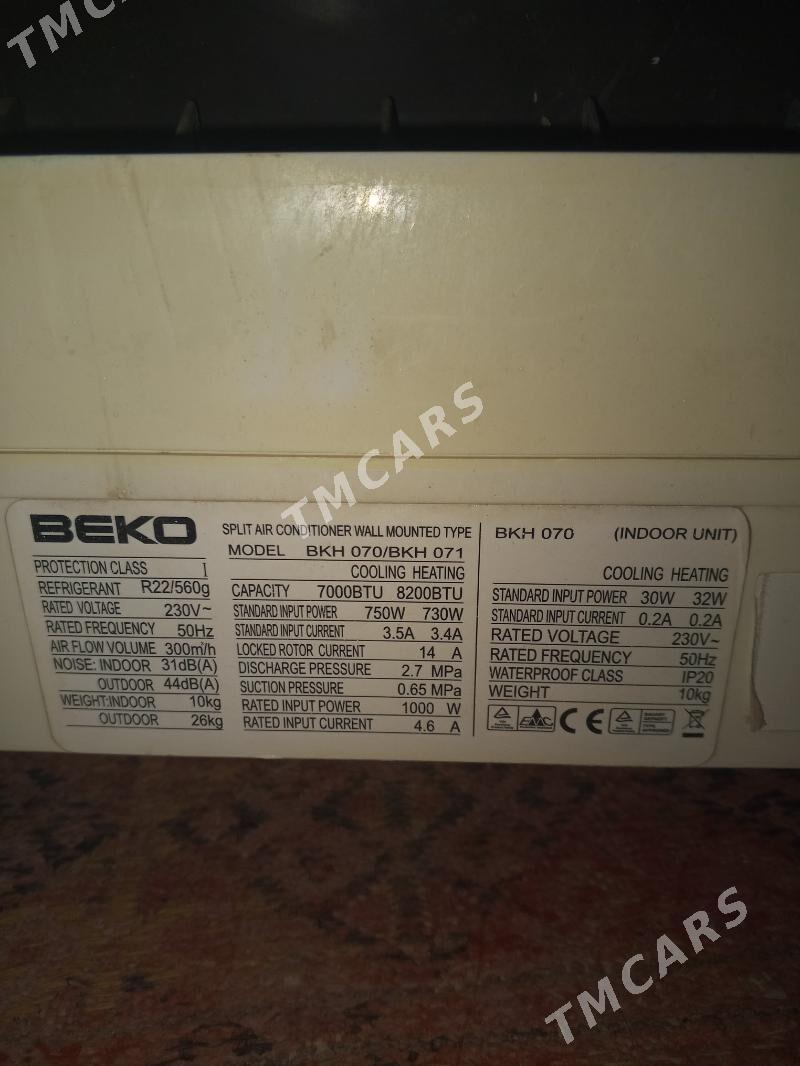 TMCARS
TMCARS
BEKO
PROTECTION CLASS I
REFRIGERANT R22/560g
RATED VOLTAGE 230V~
RATED FREQUENCY 50Hz
AIR FLOW VOLUME 300m³/h
NOISE: INDOOR 31dB(A)
OUTDOOR 44dB(A)
WEIGHT:INDOOR 10kg
OUTDOOR 26kg
SPLIT AIR CONDITIONER WALL MOUNTED TYPE
MODEL BKH 070/BKH 071
COOLING HEATING
CAPACITY 7000BTU 8200BTU
STANDARD INPUT POWER 750W 730W
STANDARD INPUT CURRENT 3.5A 3.4A
LOCKED ROTOR CURRENT 14 A
DISCHARGE PRESSURE 2.7 MPa
SUCTION PRESSURE 0.65 MPa
RATED INPUT POWER 1000 W
RATED INPUT CURRENT 4.6 A
BKH 070 (INDOOR UNIT)
COOLING HEATING
STANDARD INPUT POWER 30W 32W
STANDARD INPUT CURRENT 0.2A 0.2A
RATED VOLTAGE 230V~
RATED FREQUENCY 50Hz
WATERPROOF CLASS IP20
WEIGHT 10kg
EMC CE
TMCARS